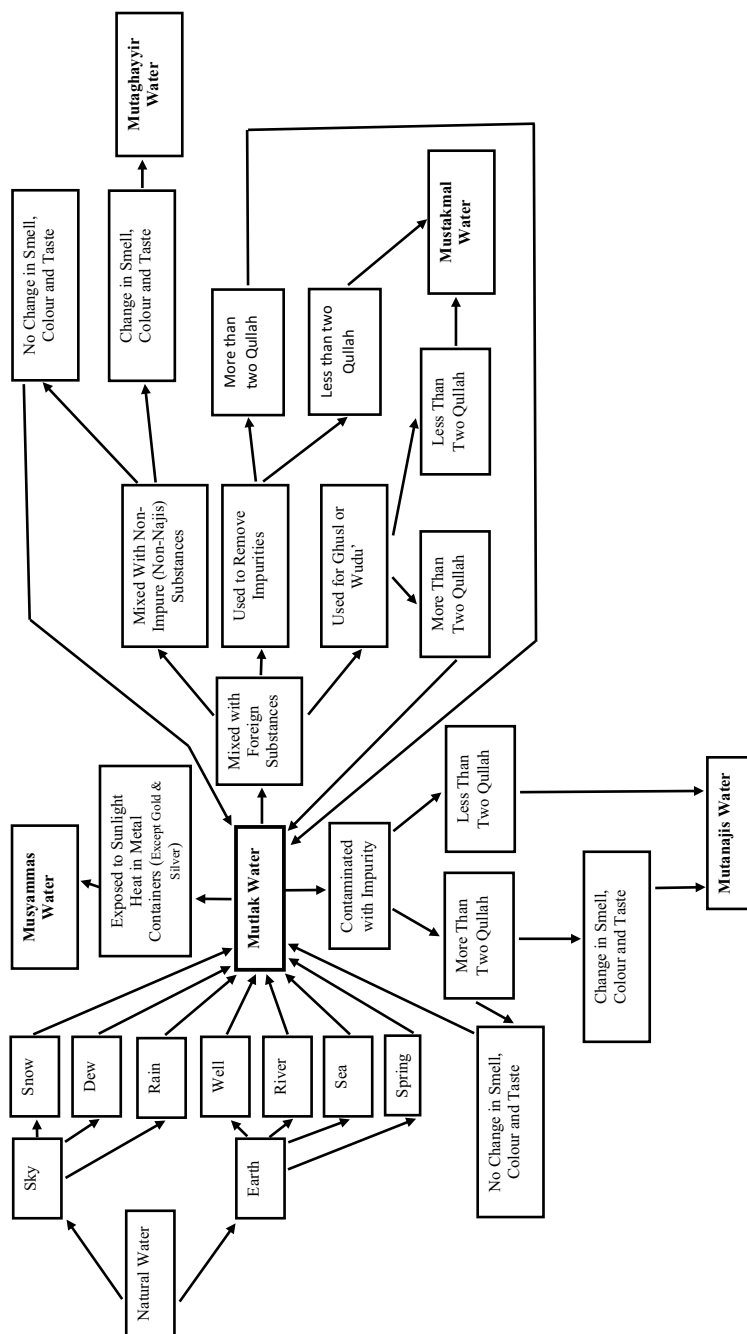 Natural Water
Sky
Earth
Snow
Dew
Rain
Well
River
Sea
Spring
Musyammas
Water
Exposed to Sunlight
Heat in Metal
Containers (Except Gold &
Silver)
Mutlak Water
Contaminated
with Impurity
More Than
Two Qullah
Less Than
Two Qullah
No Change in Smell,
Colour and Taste
Change in Smell,
Colour and Taste
Mutanajis Water
Mixed with
Foreign
Substances
Mixed With Non-
Impure (Non-Najis)
Substances
Used to Remove
Impurities
Used for Ghusl or
Wudu’
No Change in Smell,
Colour and Taste
Change in Smell,
Colour and Taste
Mutaghayyir
Water
More than
two Qullah
Less than two
Qullah
More Than
Two Qullah
Less Than
Two Qullah
Mustakmal
Water